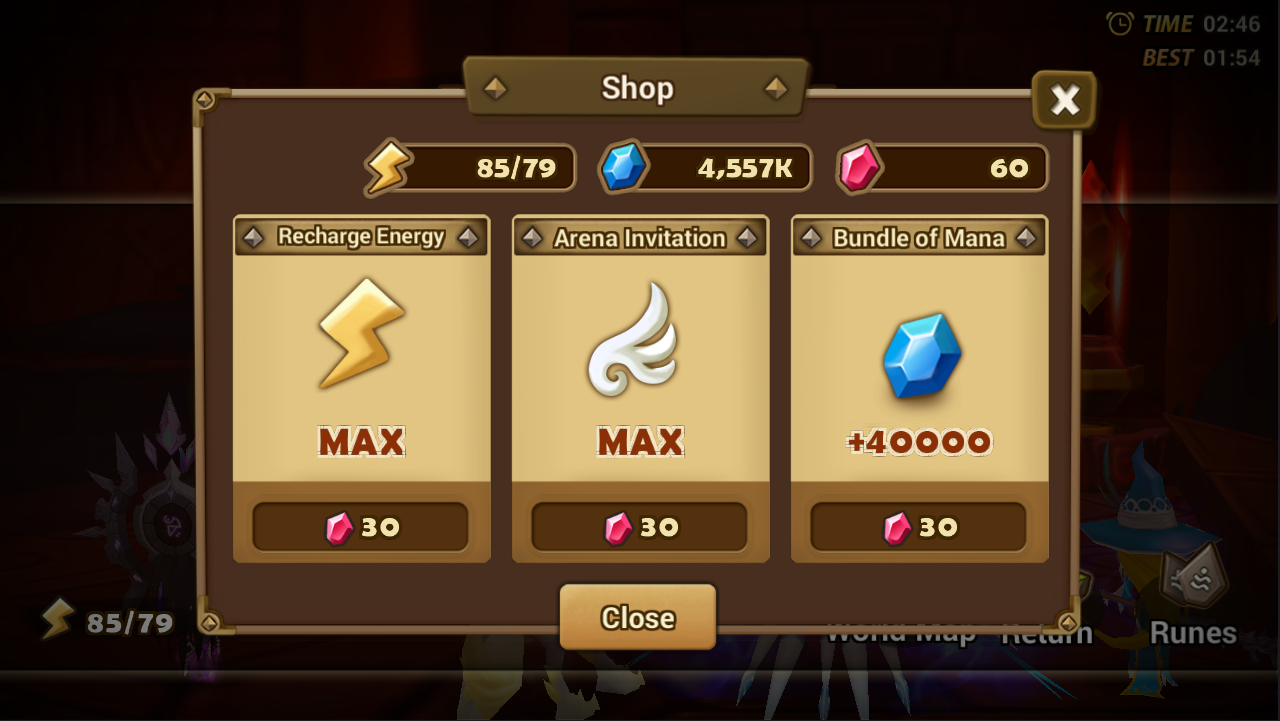 TIME 02:46
BEST 01:54
Shop
85/79
4,557K
60
Recharge Energy
Arena Invitation
Bundle of Mana
MAX
MAX
+40000
30
30
30
Close
85/79
World Map
Return
Runes